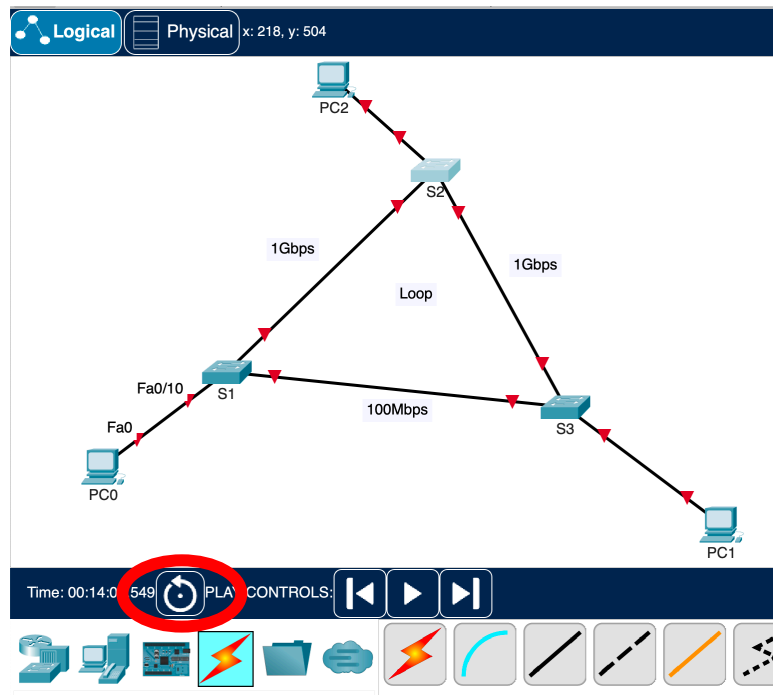 Logical Physical x: 218, y: 504
PC2
S2
1Gbps
1Gbps
Loop
Fa0/10
S1
100Mbps
S3
Fa0
PC0
PC1
Time: 00:14:0 549 PLAY CONTROLS: